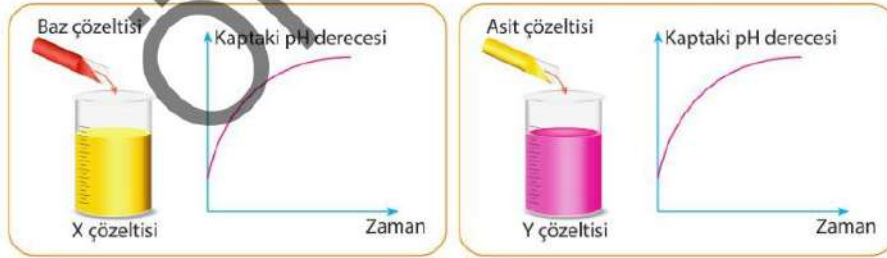 Baz çözeltisi
Kaptaki pH derecesi
X çözeltisi
Zaman
Asit çözeltisi
Kaptaki pH derecesi
Y çözeltisi
Zaman